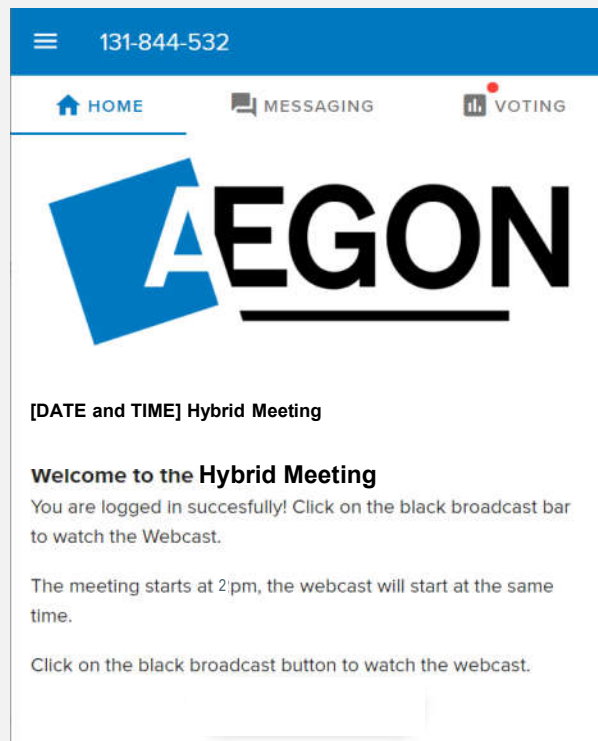 131-844-532
HOME MESSAGING VOTING
AEGON
[DATE and TIME] Hybrid Meeting
Welcome to the Hybrid Meeting
You are logged in succesfully! Click on the black broadcast bar
to watch the Webcast.
The meeting starts at 2 pm, the webcast will start at the same
time.
Click on the black broadcast button to watch the webcast.